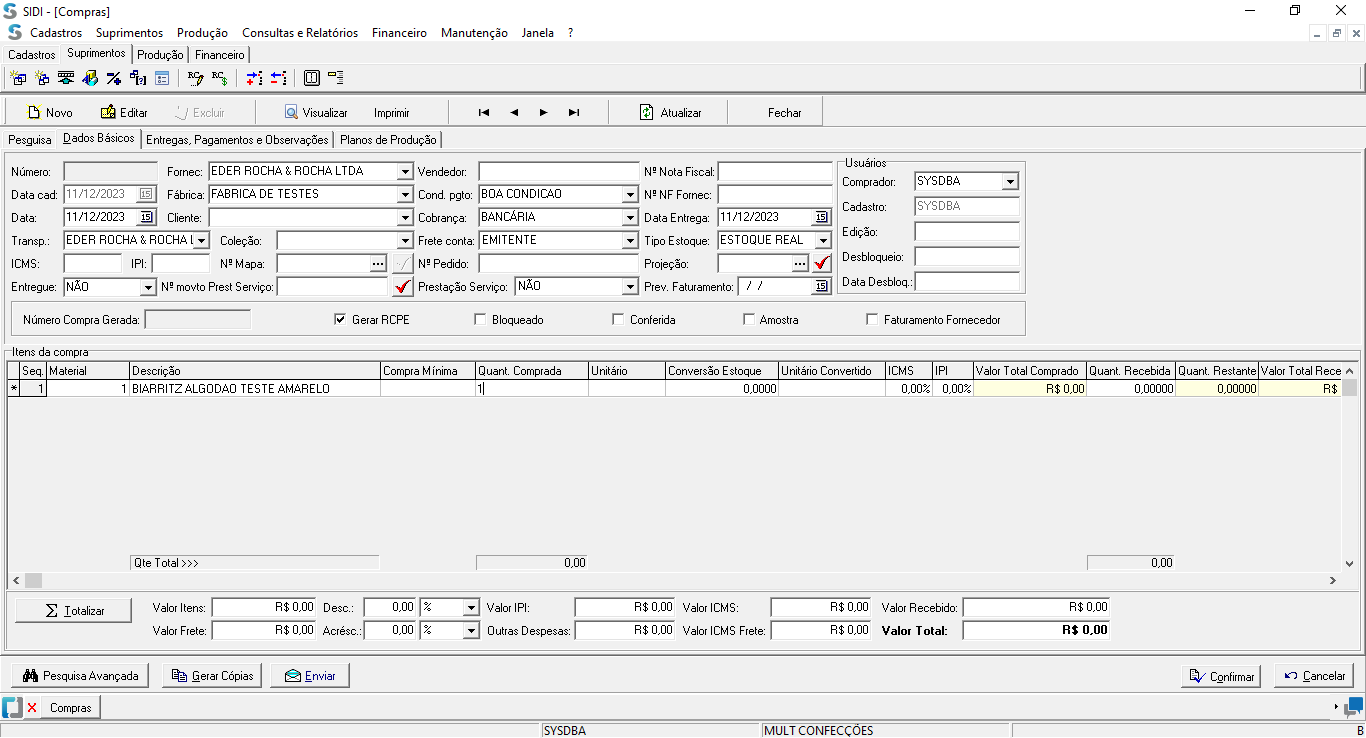 SIDI - [Compras]
Cadastros Suprimentos Produção Consultas e Relatórios Financeiro Manutenção Janela ?
Cadastros Suprimentos Produção Financeiro
Novo Editar Excluir Visualizar Imprimir Atualizar Fechar
Pesquisa Dados Básicos Entregas, Pagamentos e Observações Planos de Produção
Número: Fornec: EDER ROCHA & ROCHA LTDA Vendedor: Nº Nota Fiscal: Usuários
Comprador: SYSDBA
Data cad: 11/12/2023 15 Fábrica: FABRICA DE TESTES Cond. pgto: BOA CONDICAO Nº NF Fornec:
Cadastro: SYSDBA
Data: 11/12/2023 15 Cliente: Cobrança: BANCÁRIA Data Entrega: 11/12/2023 15
Edição:
Transp.: EDER ROCHA & ROCHA L Coleção: Frete conta: EMITENTE Tipo Estoque: ESTOQUE REAL
Desbloqueio:
ICMS: IPI: Nº Mapa: ... Nº Pedido: Projeção: ...
Data Desbloq.:
Entregue: NÃO Nº movto Prest Serviço: Prestação Serviço: NÃO Prev. Faturamento: / / 15
Número Compra Gerada: Gerar RCPE Bloqueado Conferida Amostra Faturamento Fornecedor
Itens da compra
Seq. Material Descrição Compra Mínima Quant. Comprada Unitário Conversão Estoque Unitário Convertido ICMS IPI Valor Total Comprado Quant. Recebida Quant. Restante Valor Total Rece
* 1 1 BIARRITZ ALGODAO TESTE AMARELO 1 0,0000 0,00% 0,00% R$ 0,00 0,00000 0,00000 R$
Qte Total >>> 0,00 0,00
Totalizar Valor Itens: R$ 0,00 Desc.: 0,00 % Valor IPI: R$ 0,00 Valor ICMS: R$ 0,00 Valor Recebido: R$ 0,00
Valor Frete: R$ 0,00 Acrésc.: 0,00 % Outras Despesas: R$ 0,00 Valor ICMS Frete: R$ 0,00 Valor Total: R$ 0,00
Pesquisa Avançada Gerar Cópias Enviar Confirmar Cancelar
Compras
SYSDBA MULT CONFECÇÕES B